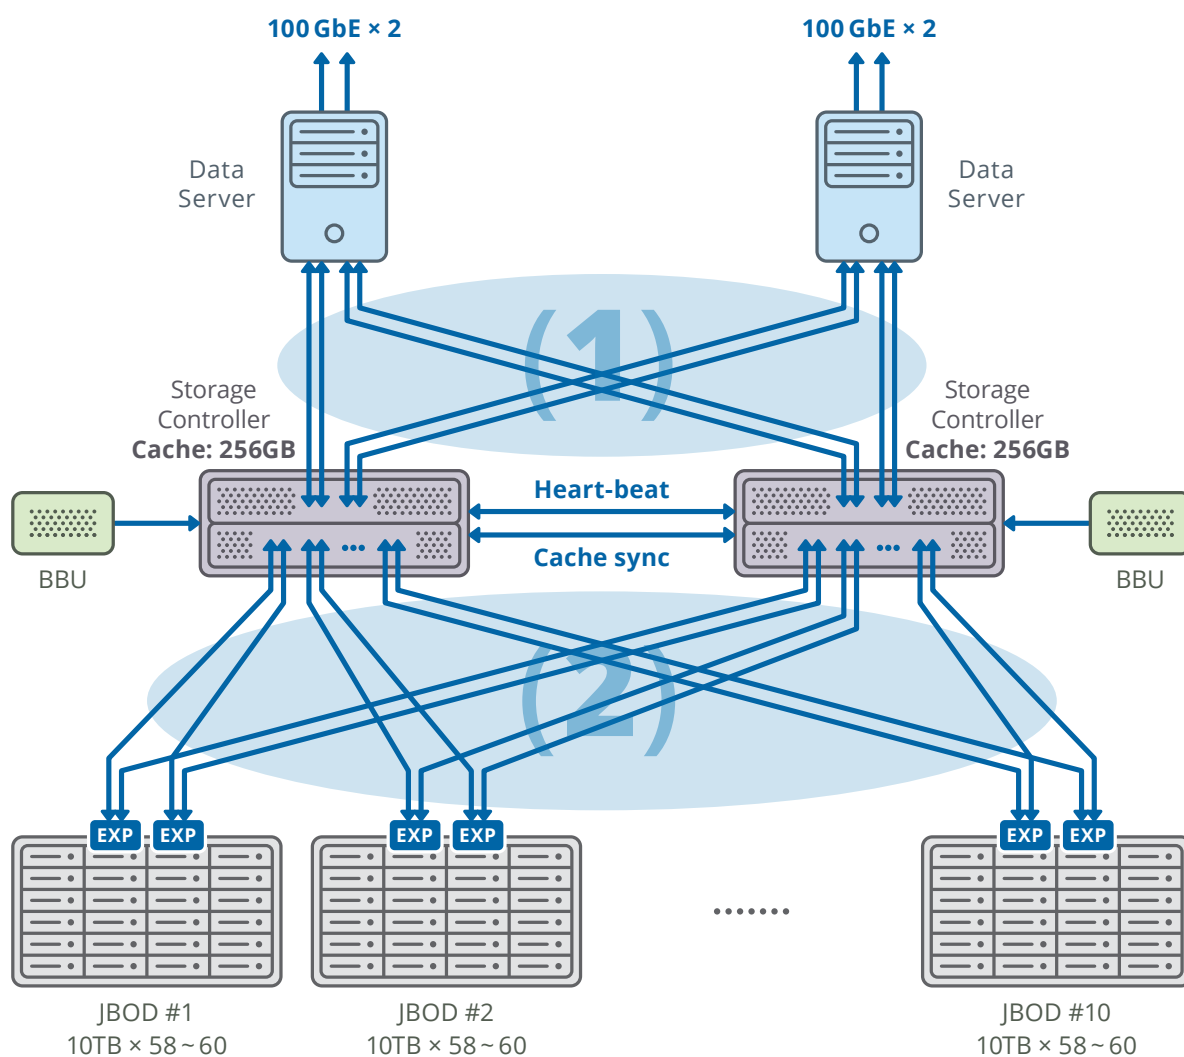 100 GbE × 2
100 GbE × 2
Data
Server
Data
Server
(1)
Storage
Controller
Cache: 256GB
Storage
Controller
Cache: 256GB
Heart-beat
Cache sync
BBU
BBU
(2)
EXP
EXP
EXP
EXP
EXP
EXP
.......
JBOD #1
10TB × 58 ~ 60
JBOD #2
10TB × 58 ~ 60
JBOD #10
10TB × 58 ~ 60